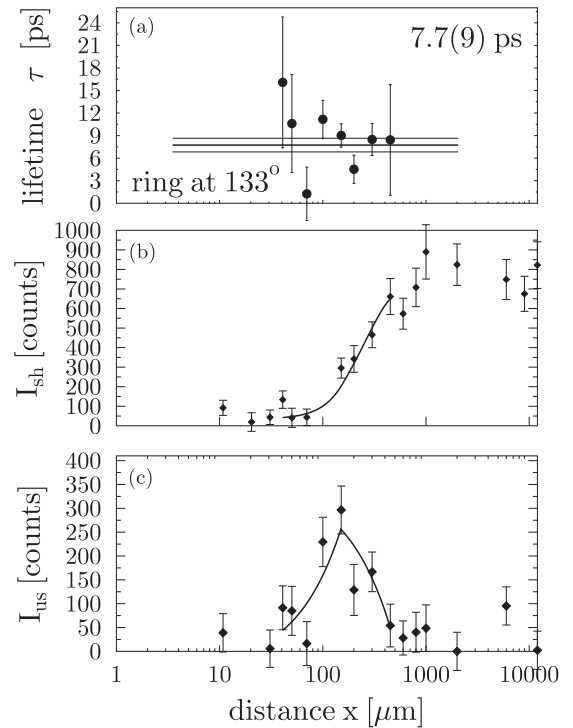 (a)
7.7(9) ps
24
21
18
15
12
9
6
3
0
lifetime τ [ps]
ring at 133°
(b)
1000
900
800
700
600
500
400
300
200
100
0
I_sh [counts]
(c)
400
350
300
250
200
150
100
50
0
I_us [counts]
1 10 100 1000 10000
distance x [μm]